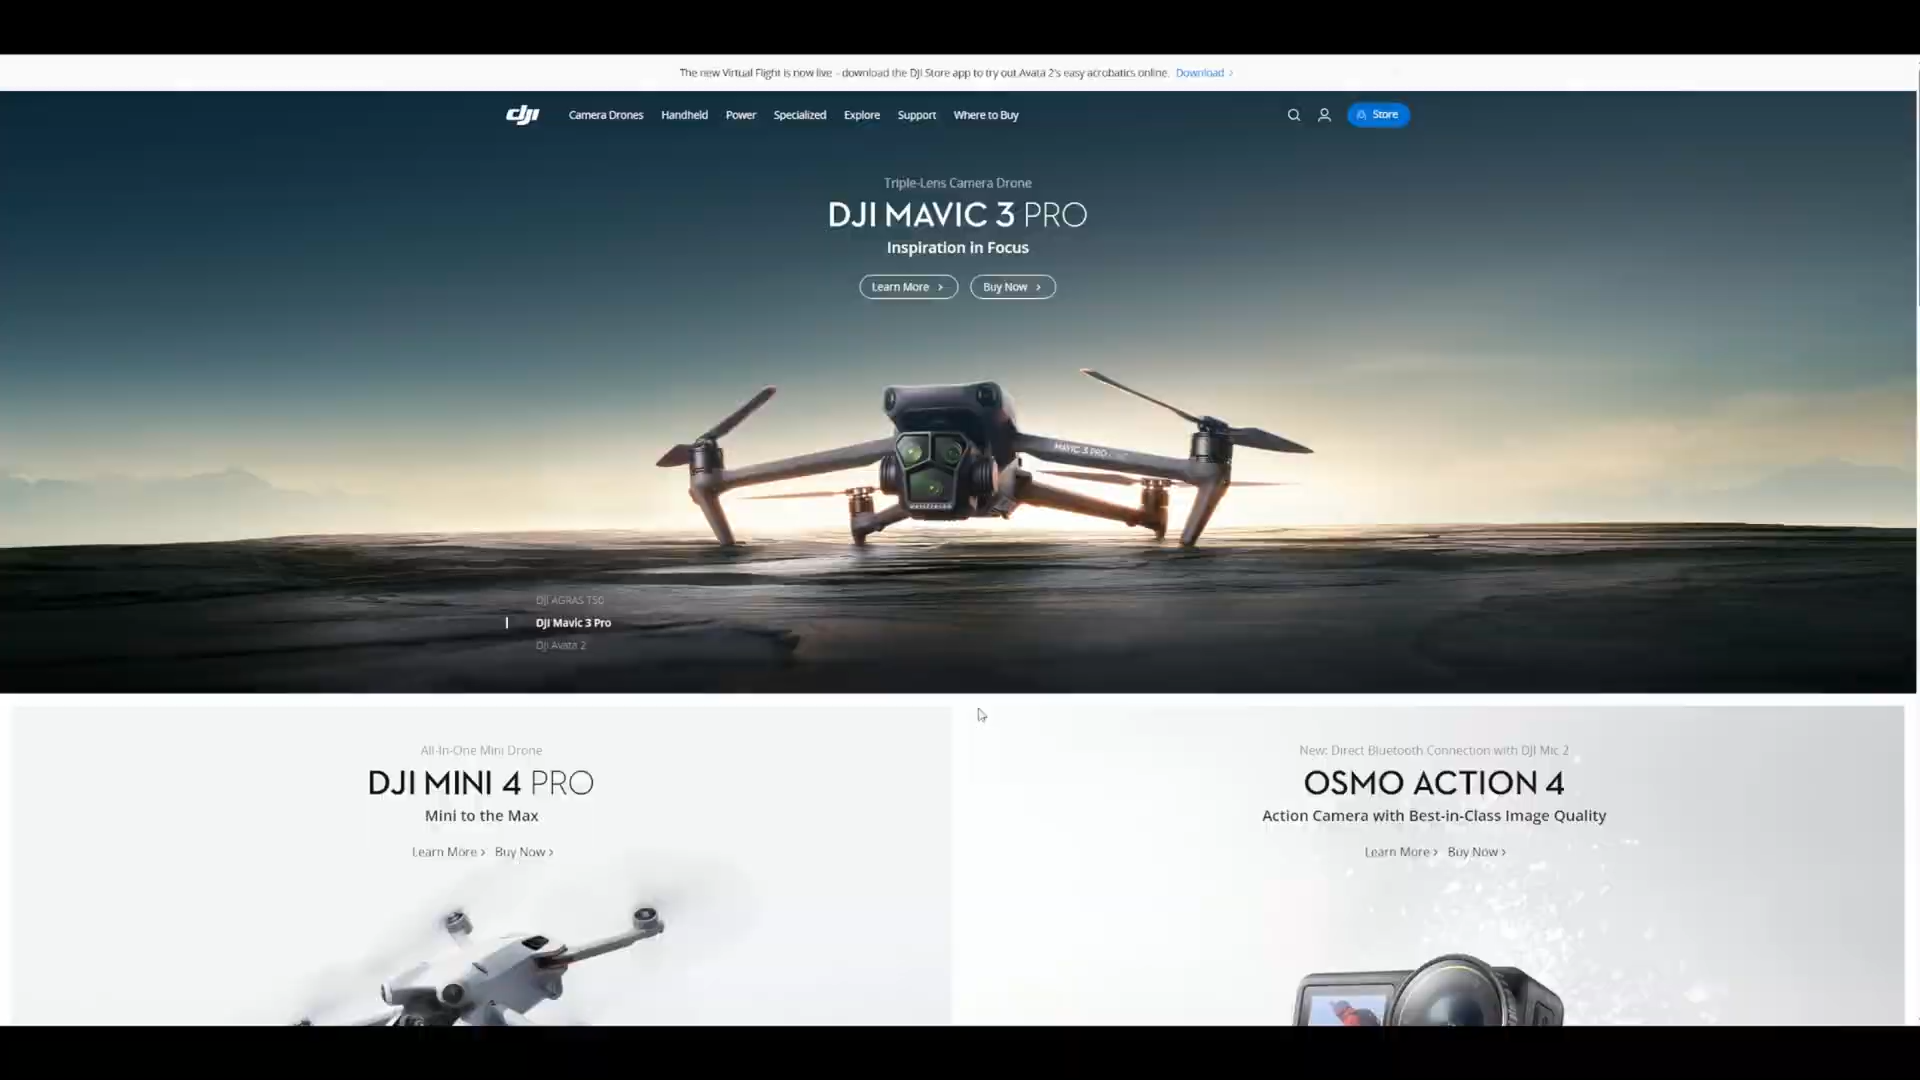 The new Virtual Flight is now live - download the DJI Store app to try out Avata 2's easy acrobatics online. Download >
dji Camera Drones Handheld Power Specialized Explore Support Where to Buy Store
Triple-Lens Camera Drone
DJI MAVIC 3 PRO
Inspiration in Focus
Learn More > Buy Now >
MAVIC 3 PRO
HASSELBLAD
DJI AGRAS T50
DJI Mavic 3 Pro
DJI Avata 2
All-In-One Mini Drone
DJI MINI 4 PRO
Mini to the Max
Learn More > Buy Now >
New: Direct Bluetooth Connection with DJI Mic 2
OSMO ACTION 4
Action Camera with Best-in-Class Image Quality
Learn More > Buy Now >